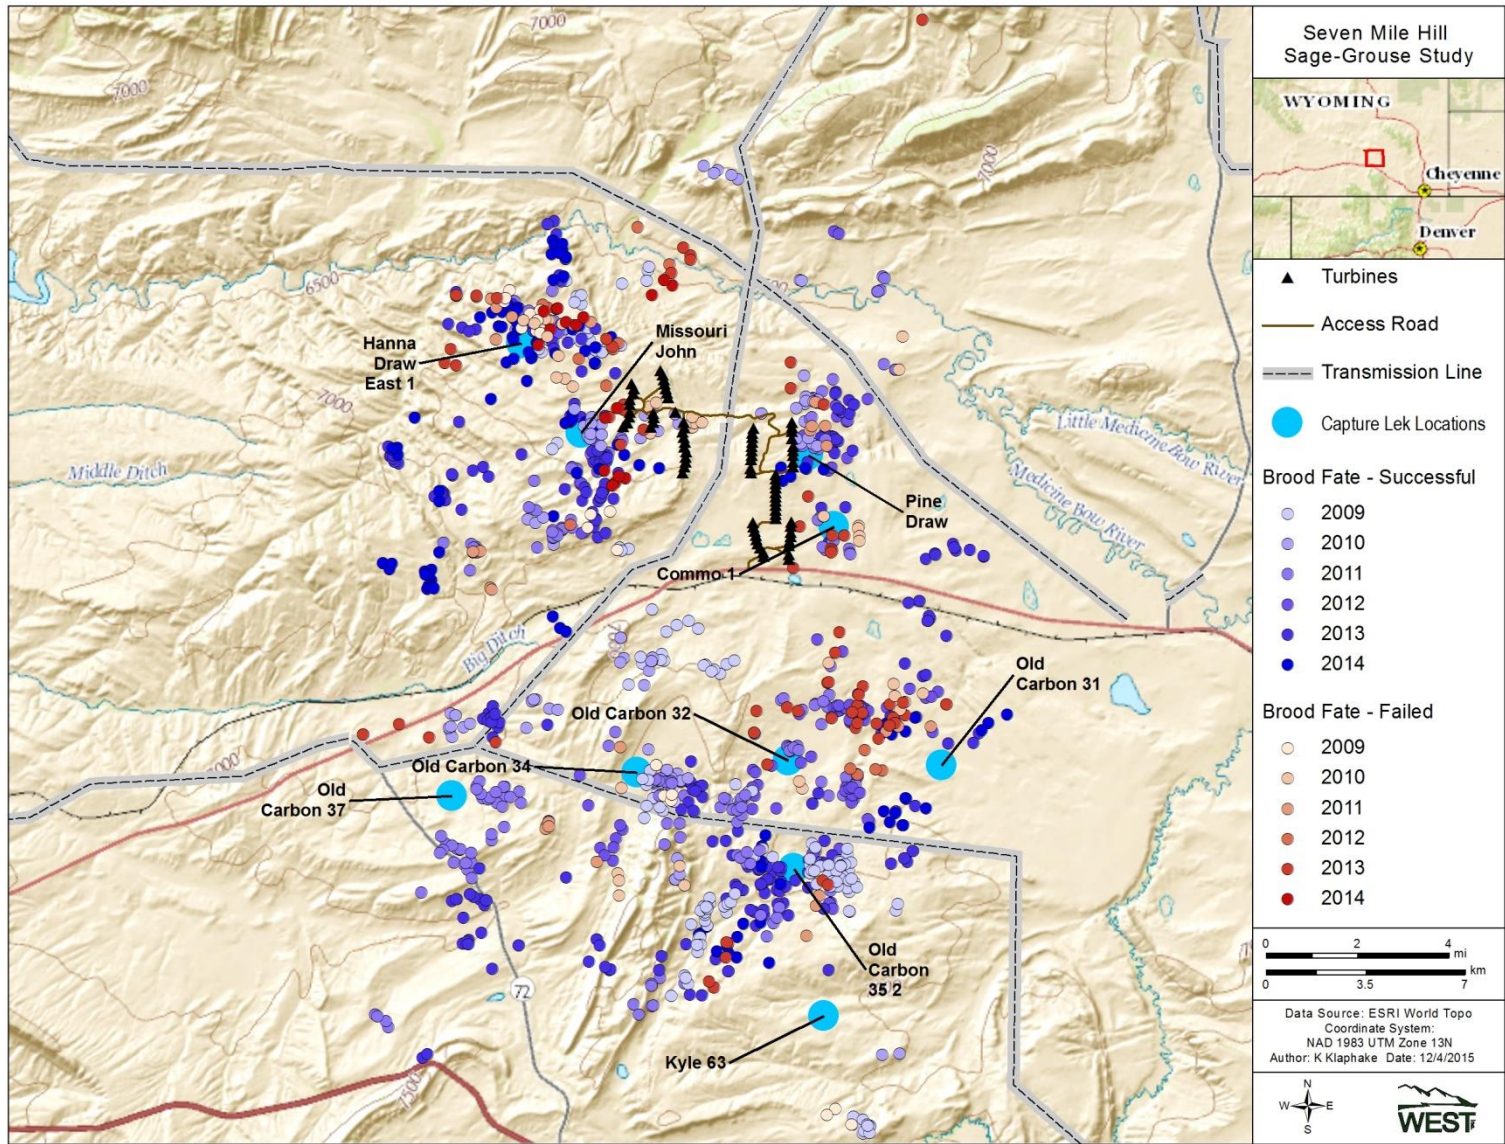 7000
7000
7000
6500
7000
Hanna
Draw
East 1
Missouri
John
Middle Ditch
Little Medicine Bow River
Medicine Bow River
Pine
Draw
Commo 1
Big Ditch
Old
Carbon 31
Old Carbon 32
Old Carbon 34
Old
Carbon 37
Old
Carbon
35 2
72
Kyle 63
7500
Seven Mile Hill
Sage-Grouse Study
WYOMING
Cheyenne
Denver
Turbines
Access Road
Transmission Line
Capture Lek Locations
Brood Fate - Successful
2009
2010
2011
2012
2013
2014
Brood Fate - Failed
2009
2010
2011
2012
2013
2014
0 2 4
mi
km
0 3.5 7
Data Source: ESRI World Topo
Coordinate System:
NAD 1983 UTM Zone 13N
Author: K Klaphake Date: 12/4/2015
N
W E
S
WEST